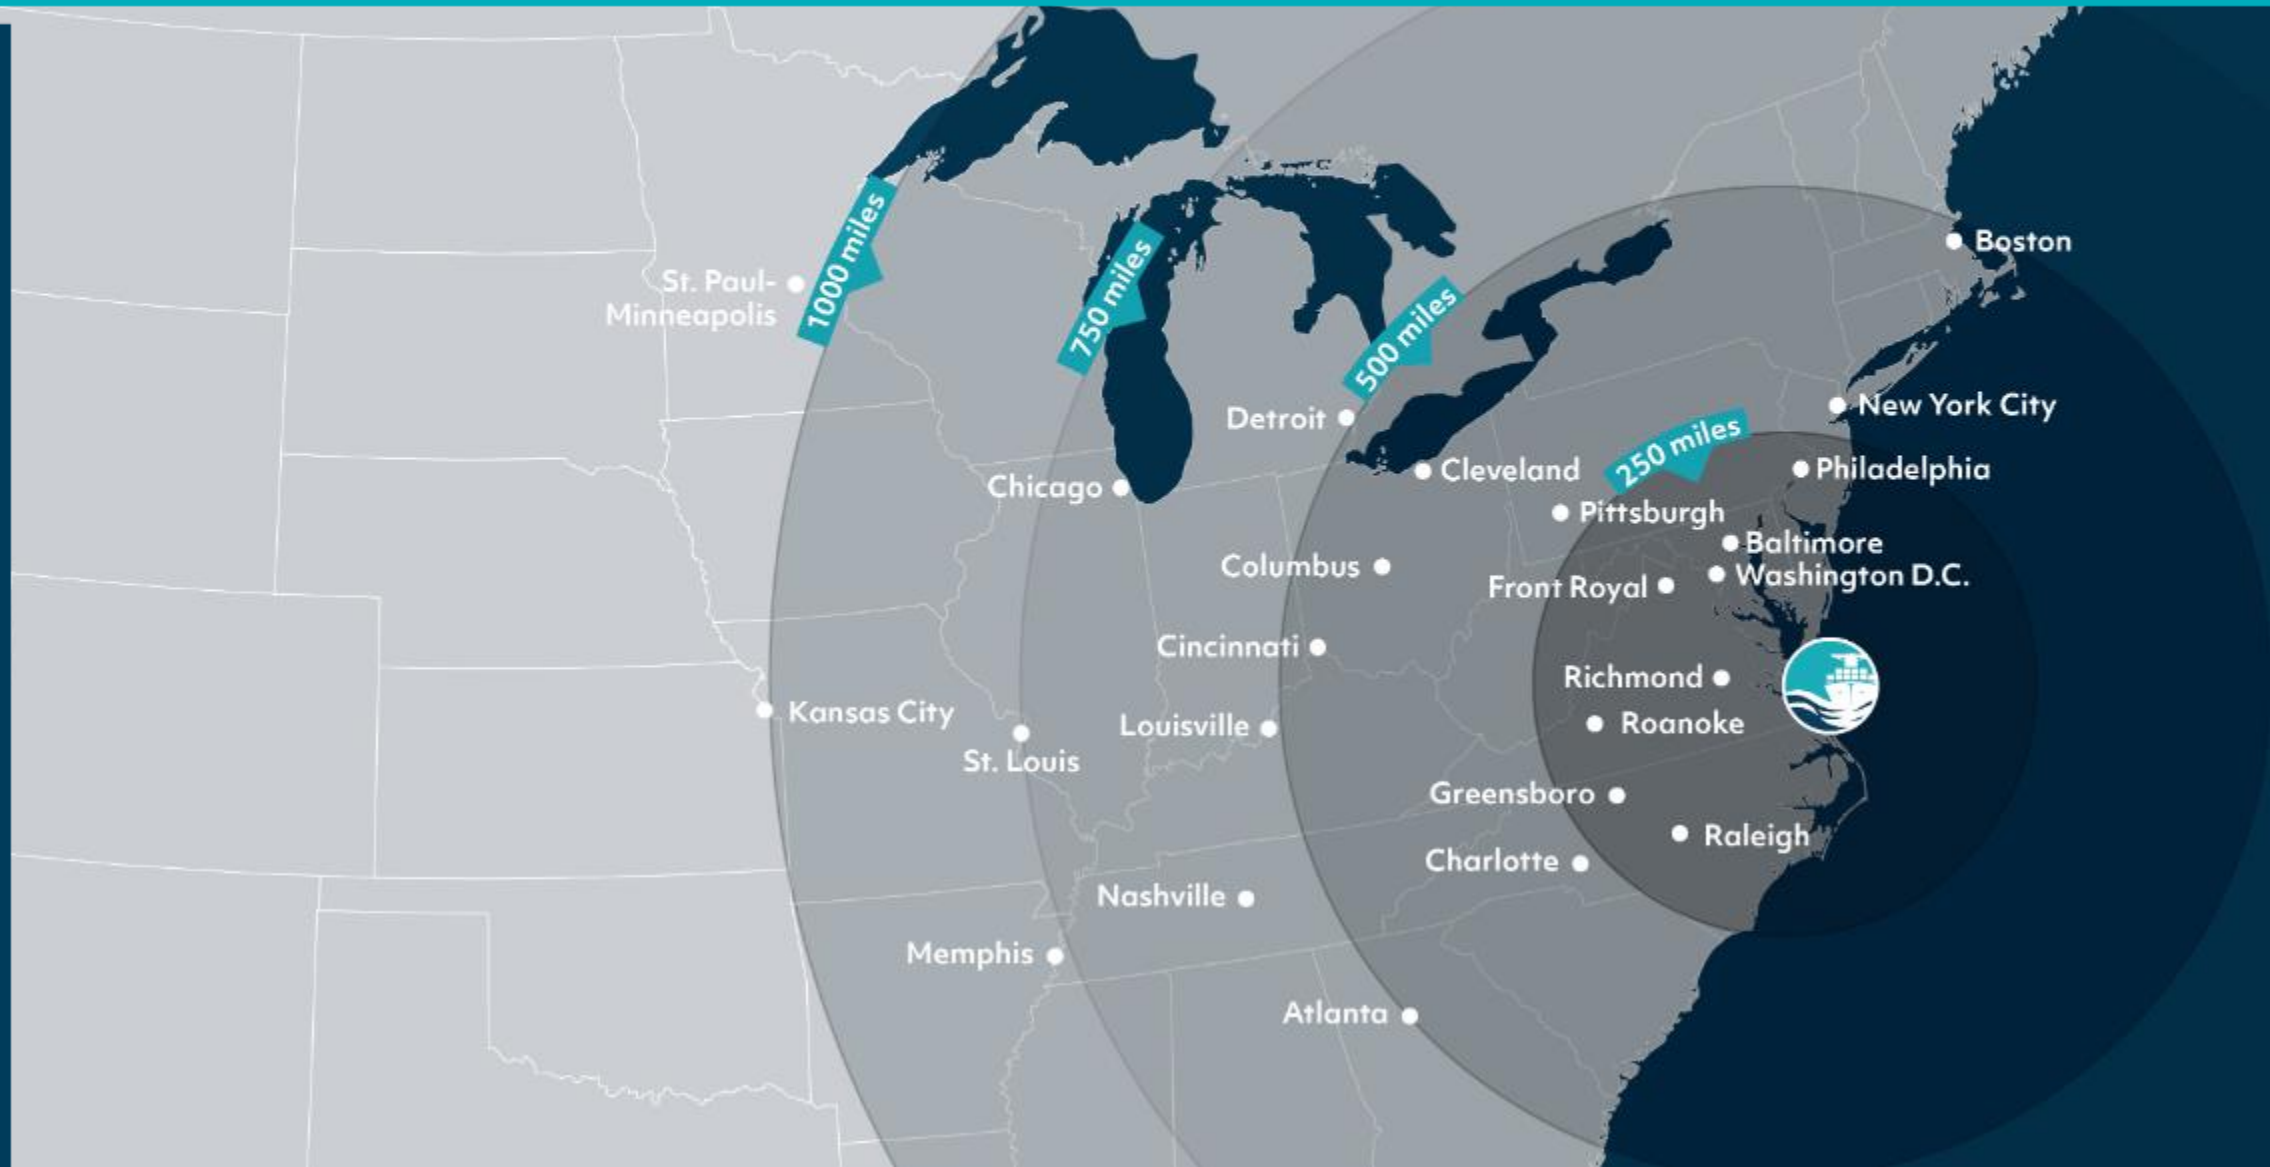 Boston
St. Paul-
Minneapolis
1000 miles
750 miles
500 miles
Detroit
New York City
250 miles
Cleveland
Philadelphia
Chicago
Pittsburgh
Baltimore
Columbus
Washington D.C.
Front Royal
Cincinnati
Richmond
Kansas City
Louisville
Roanoke
St. Louis
Greensboro
Raleigh
Charlotte
Nashville
Memphis
Atlanta